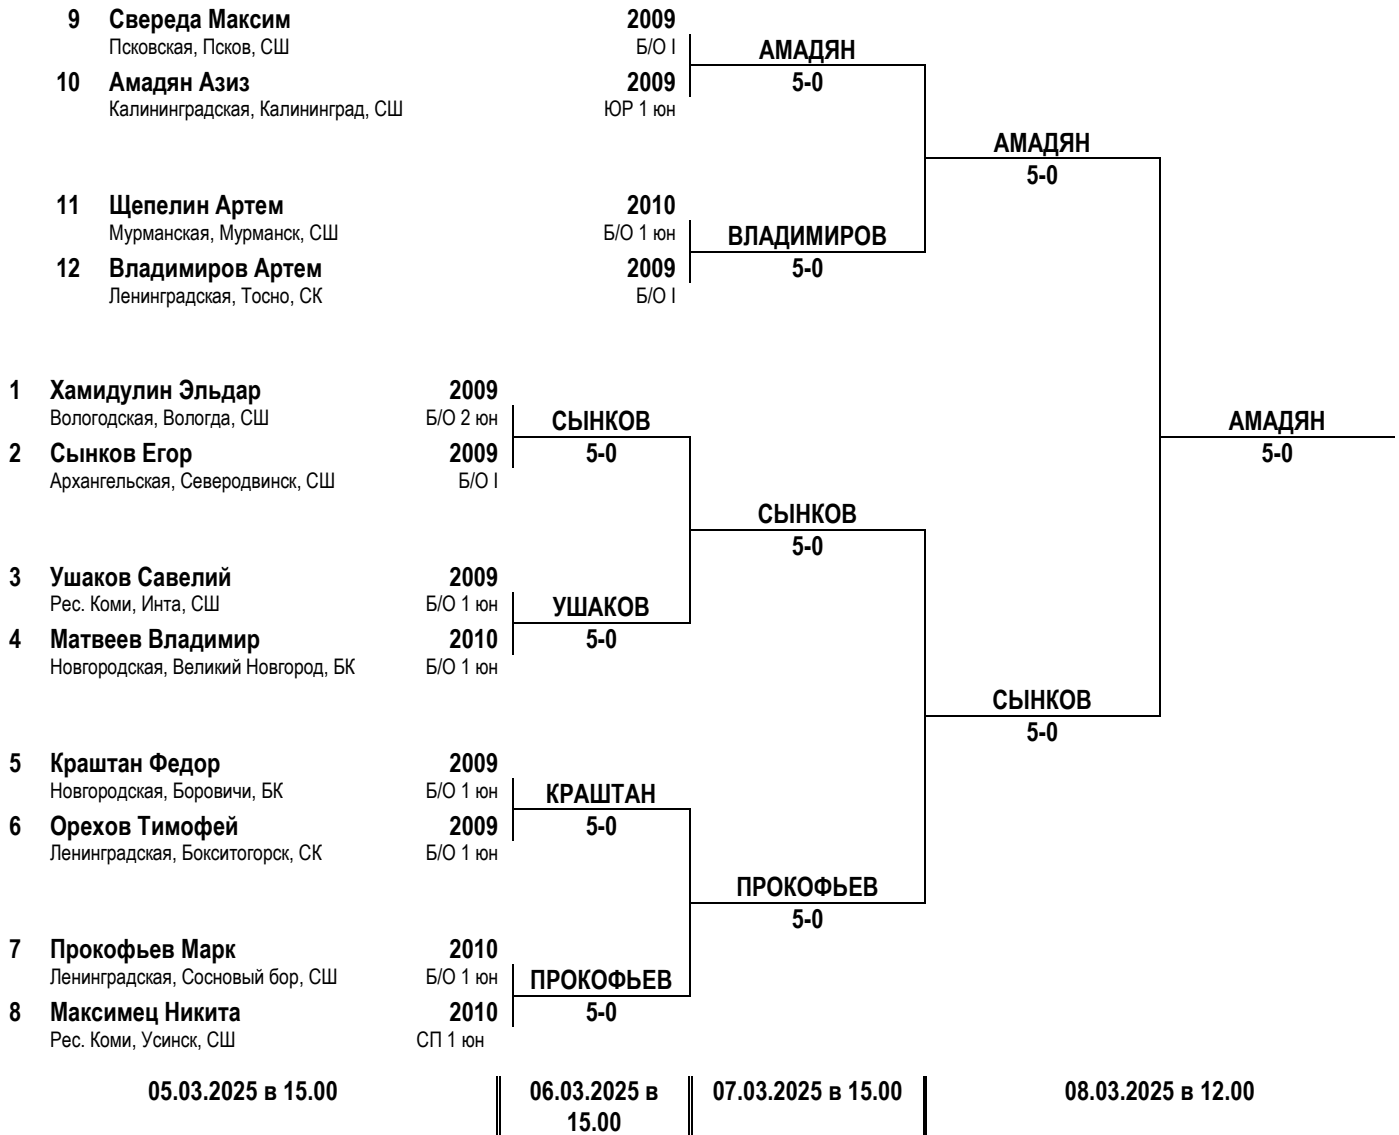 9 Свереда Максим 2009
Псковская, Псков, СШ Б/О I
АМАДЯН
10 Амадян Азиз 2009 5-0
Калининградская, Калининград, СШ ЮР 1 юн
АМАДЯН
5-0
11 Щепелин Артем 2010
Мурманская, Мурманск, СШ Б/О 1 юн
ВЛАДИМИРОВ
12 Владимиров Артем 2009 5-0
Ленинградская, Тосно, СК Б/О I
1 Хамидулин Эльдар 2009
Вологодская, Вологда, СШ Б/О 2 юн СЫНКОВ АМАДЯН
2 Сынков Егор 2009 5-0 5-0
Архангельская, Северодвинск, СШ Б/О I
СЫНКОВ
5-0
3 Ушаков Савелий 2009
Рес. Коми, Инта, СШ Б/О 1 юн УШАКОВ
4 Матвеев Владимир 2010 5-0
Новгородская, Великий Новгород, БК Б/О 1 юн
СЫНКОВ
5-0
5 Краштан Федор 2009
Новгородская, Боровичи, БК Б/О 1 юн КРАШТАН
6 Орехов Тимофей 2009 5-0
Ленинградская, Бокситогорск, СК Б/О 1 юн
ПРОКОФЬЕВ
5-0
7 Прокофьев Марк 2010
Ленинградская, Сосновый бор, СШ Б/О 1 юн ПРОКОФЬЕВ
8 Максимец Никита 2010 5-0
Рес. Коми, Усинск, СШ СП 1 юн
05.03.2025 в 15.00 06.03.2025 в 07.03.2025 в 15.00 08.03.2025 в 12.00
15.00